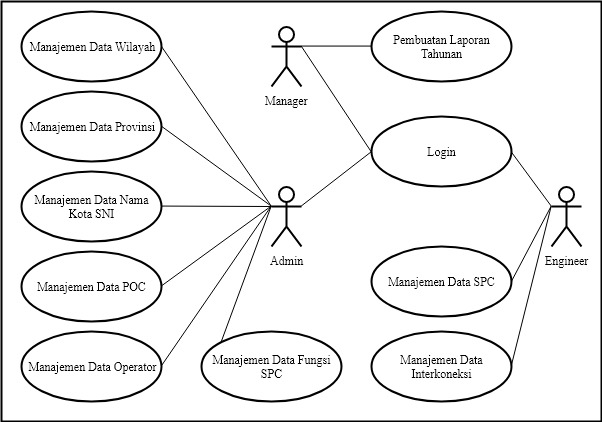 Manajemen Data Wilayah
Pembuatan Laporan
Tahunan
Manager
Manajemen Data Provinsi
Login
Manajemen Data Nama
Kota SNI
Admin
Engineer
Manajemen Data POC
Manajemen Data SPC
Manajemen Data Operator
Manajemen Data Fungsi
SPC
Manajemen Data
Interkoneksi